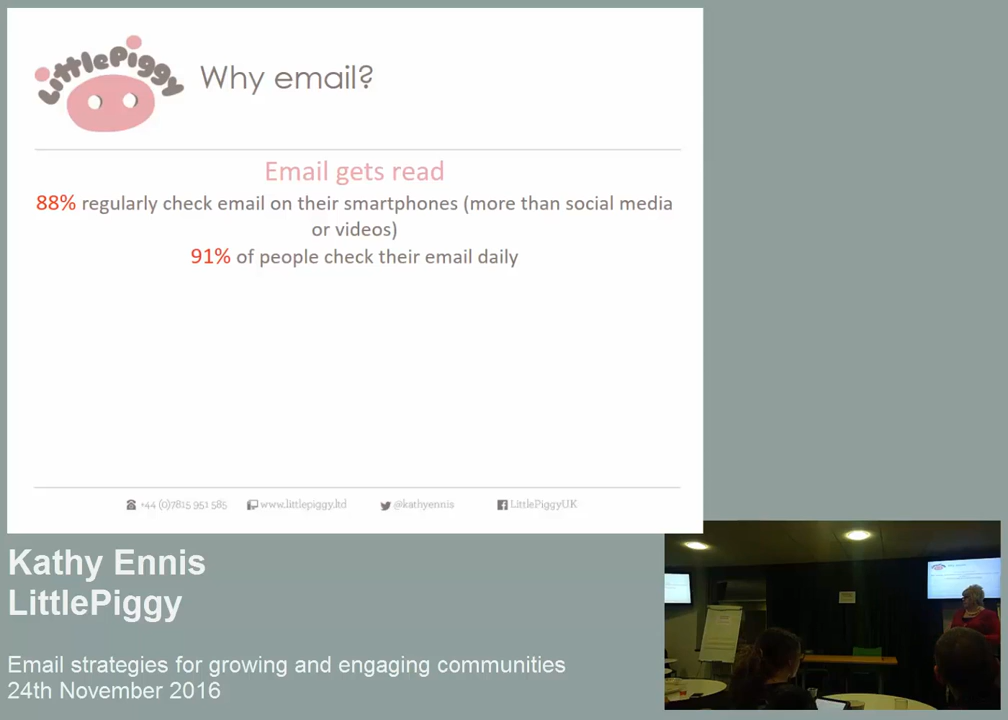 LittlePiggy
Why email?
Email gets read
88% regularly check email on their smartphones (more than social media
or videos)
91% of people check their email daily
+44 (0)7815 951 585
www.littlepiggy.ltd
@kathyennis
LittlePiggyUK
Kathy Ennis
LittlePiggy
Email strategies for growing and engaging communities
24th November 2016